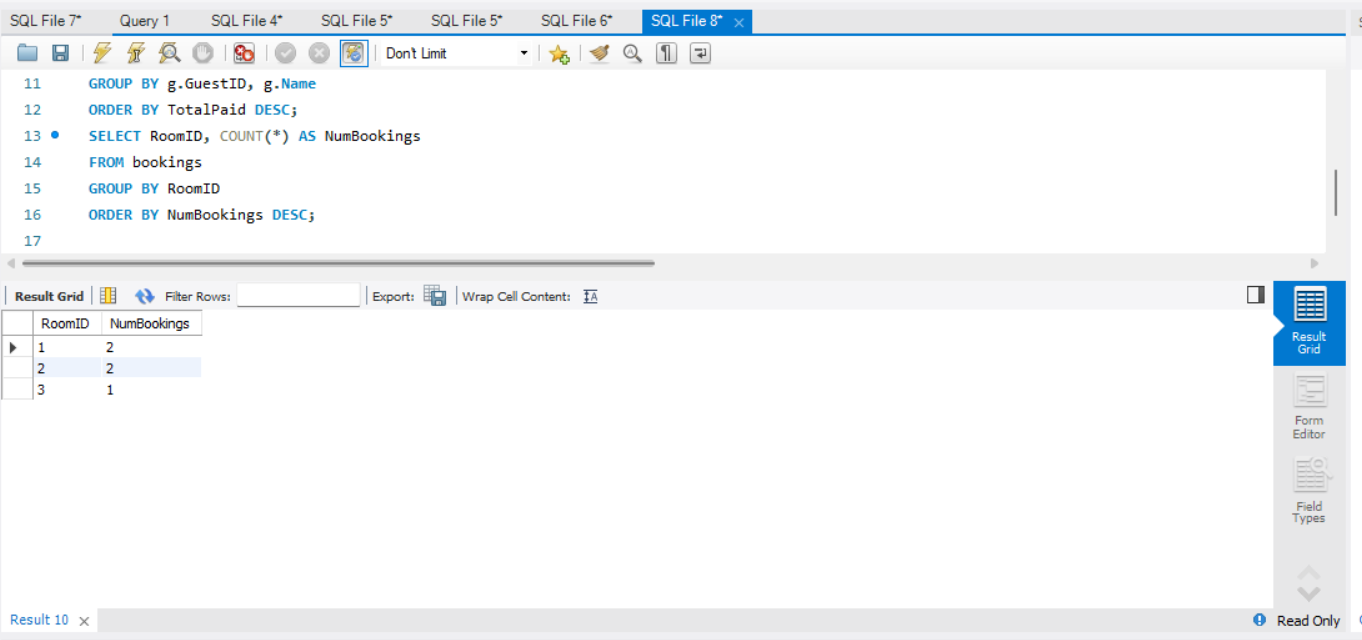 SQL File 7* Query 1 SQL File 4* SQL File 5* SQL File 5* SQL File 6* SQL File 8*
Don't Limit
11 GROUP BY g.GuestID, g.Name
12 ORDER BY TotalPaid DESC;
13 SELECT RoomID, COUNT(*) AS NumBookings
14 FROM bookings
15 GROUP BY RoomID
16 ORDER BY NumBookings DESC;
17
Result Grid Filter Rows: Export: Wrap Cell Content:
RoomID NumBookings
1 2
2 2
3 1
Result
Grid
Form
Editor
Field
Types
Result 10 Read Only